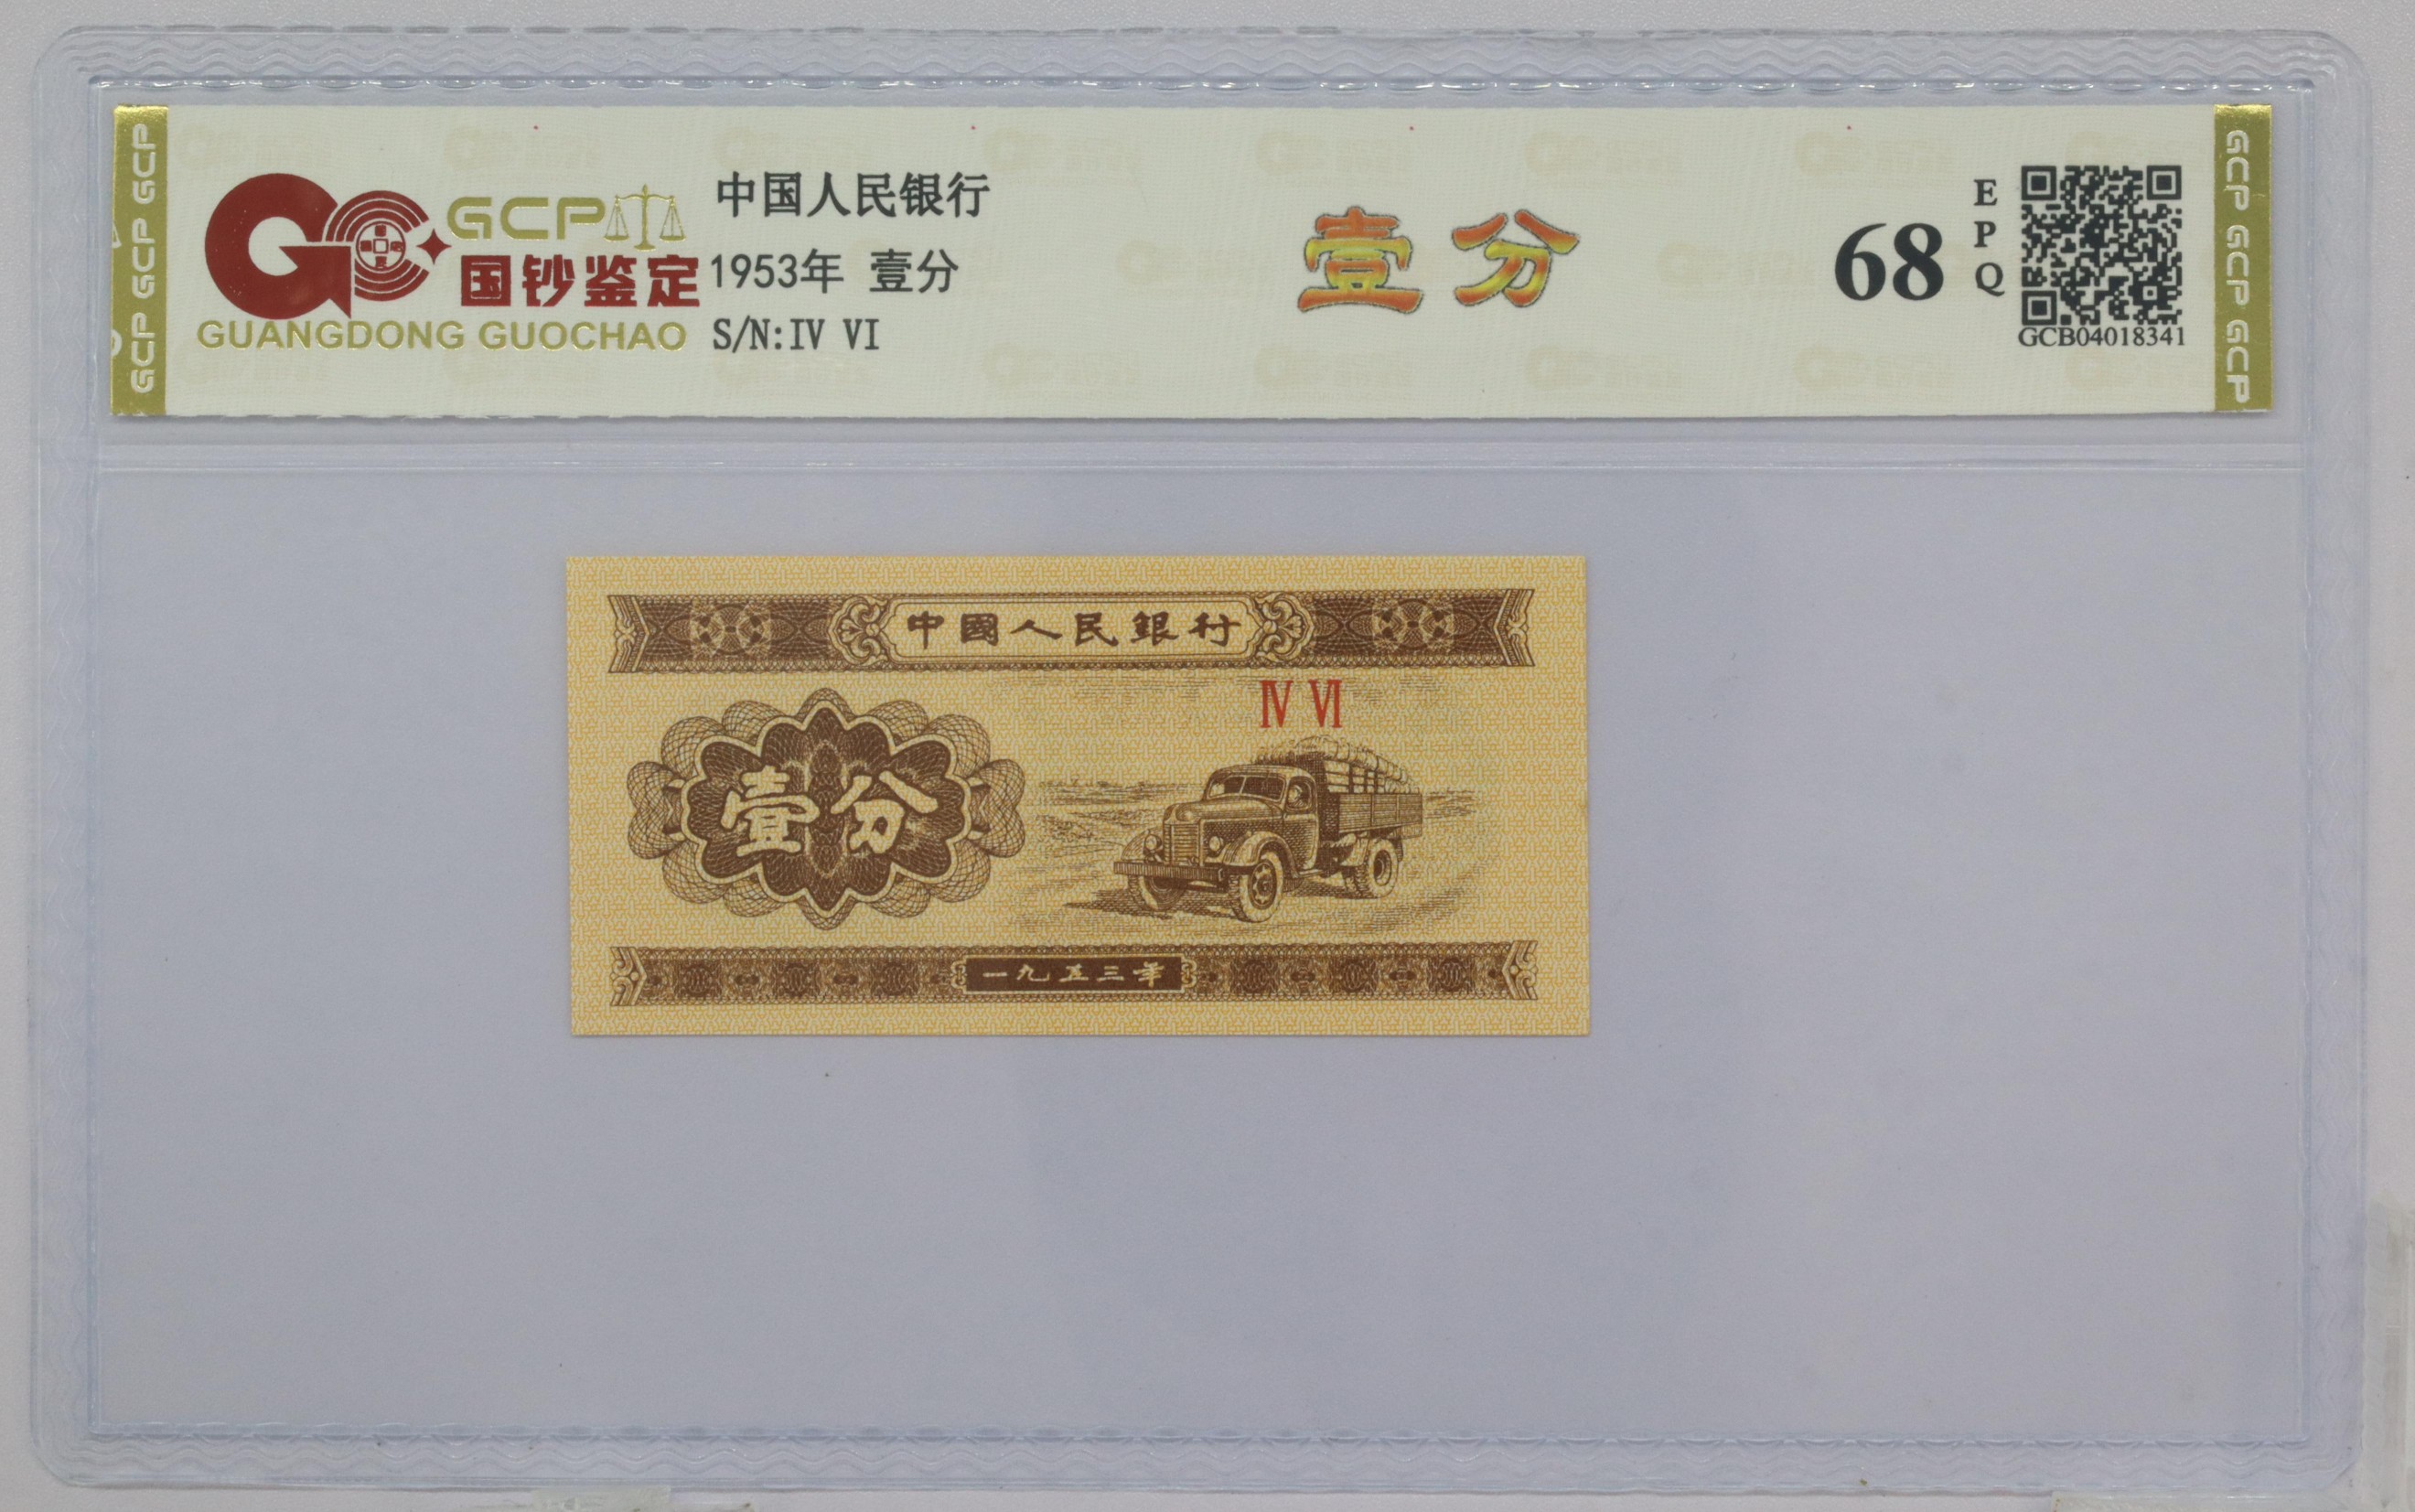 GCP GCP GCP
GCP
国钞鉴定
GUANGDONG GUOCHAO
中国人民银行
1953年 壹分
S/N:IV VI
壹分
68
EPQ
GCB04018341
GCP GCP GCP
中國人民銀行
IV VI
壹分
一九五三年